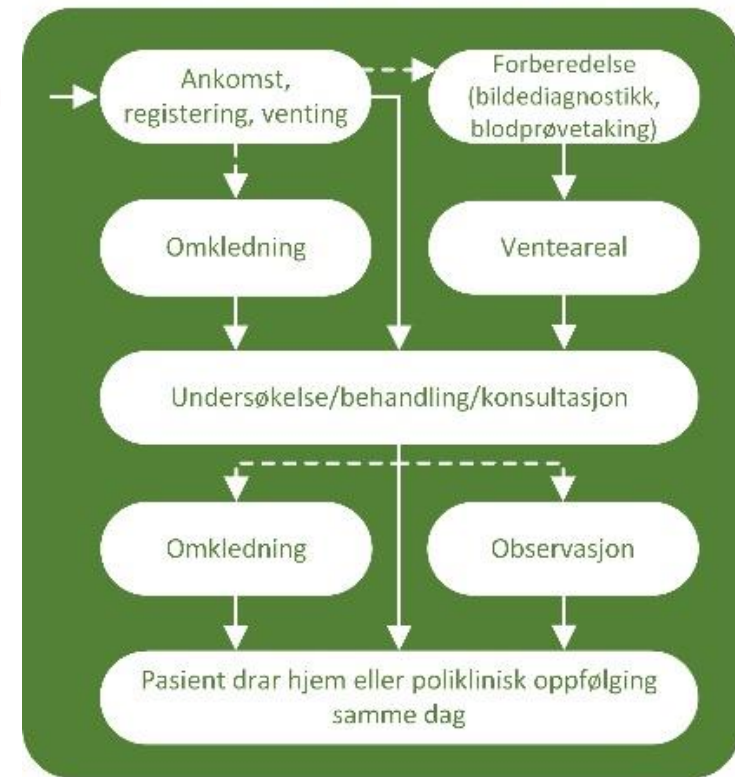 Ankomst,
registering, venting
Forberedelse
(bildediagnostikk,
blodprøvetaking)
Omkledning
Venteareal
Undersøkelse/behandling/konsultasjon
Omkledning
Observasjon
Pasient drar hjem eller poliklinisk oppfølging
samme dag